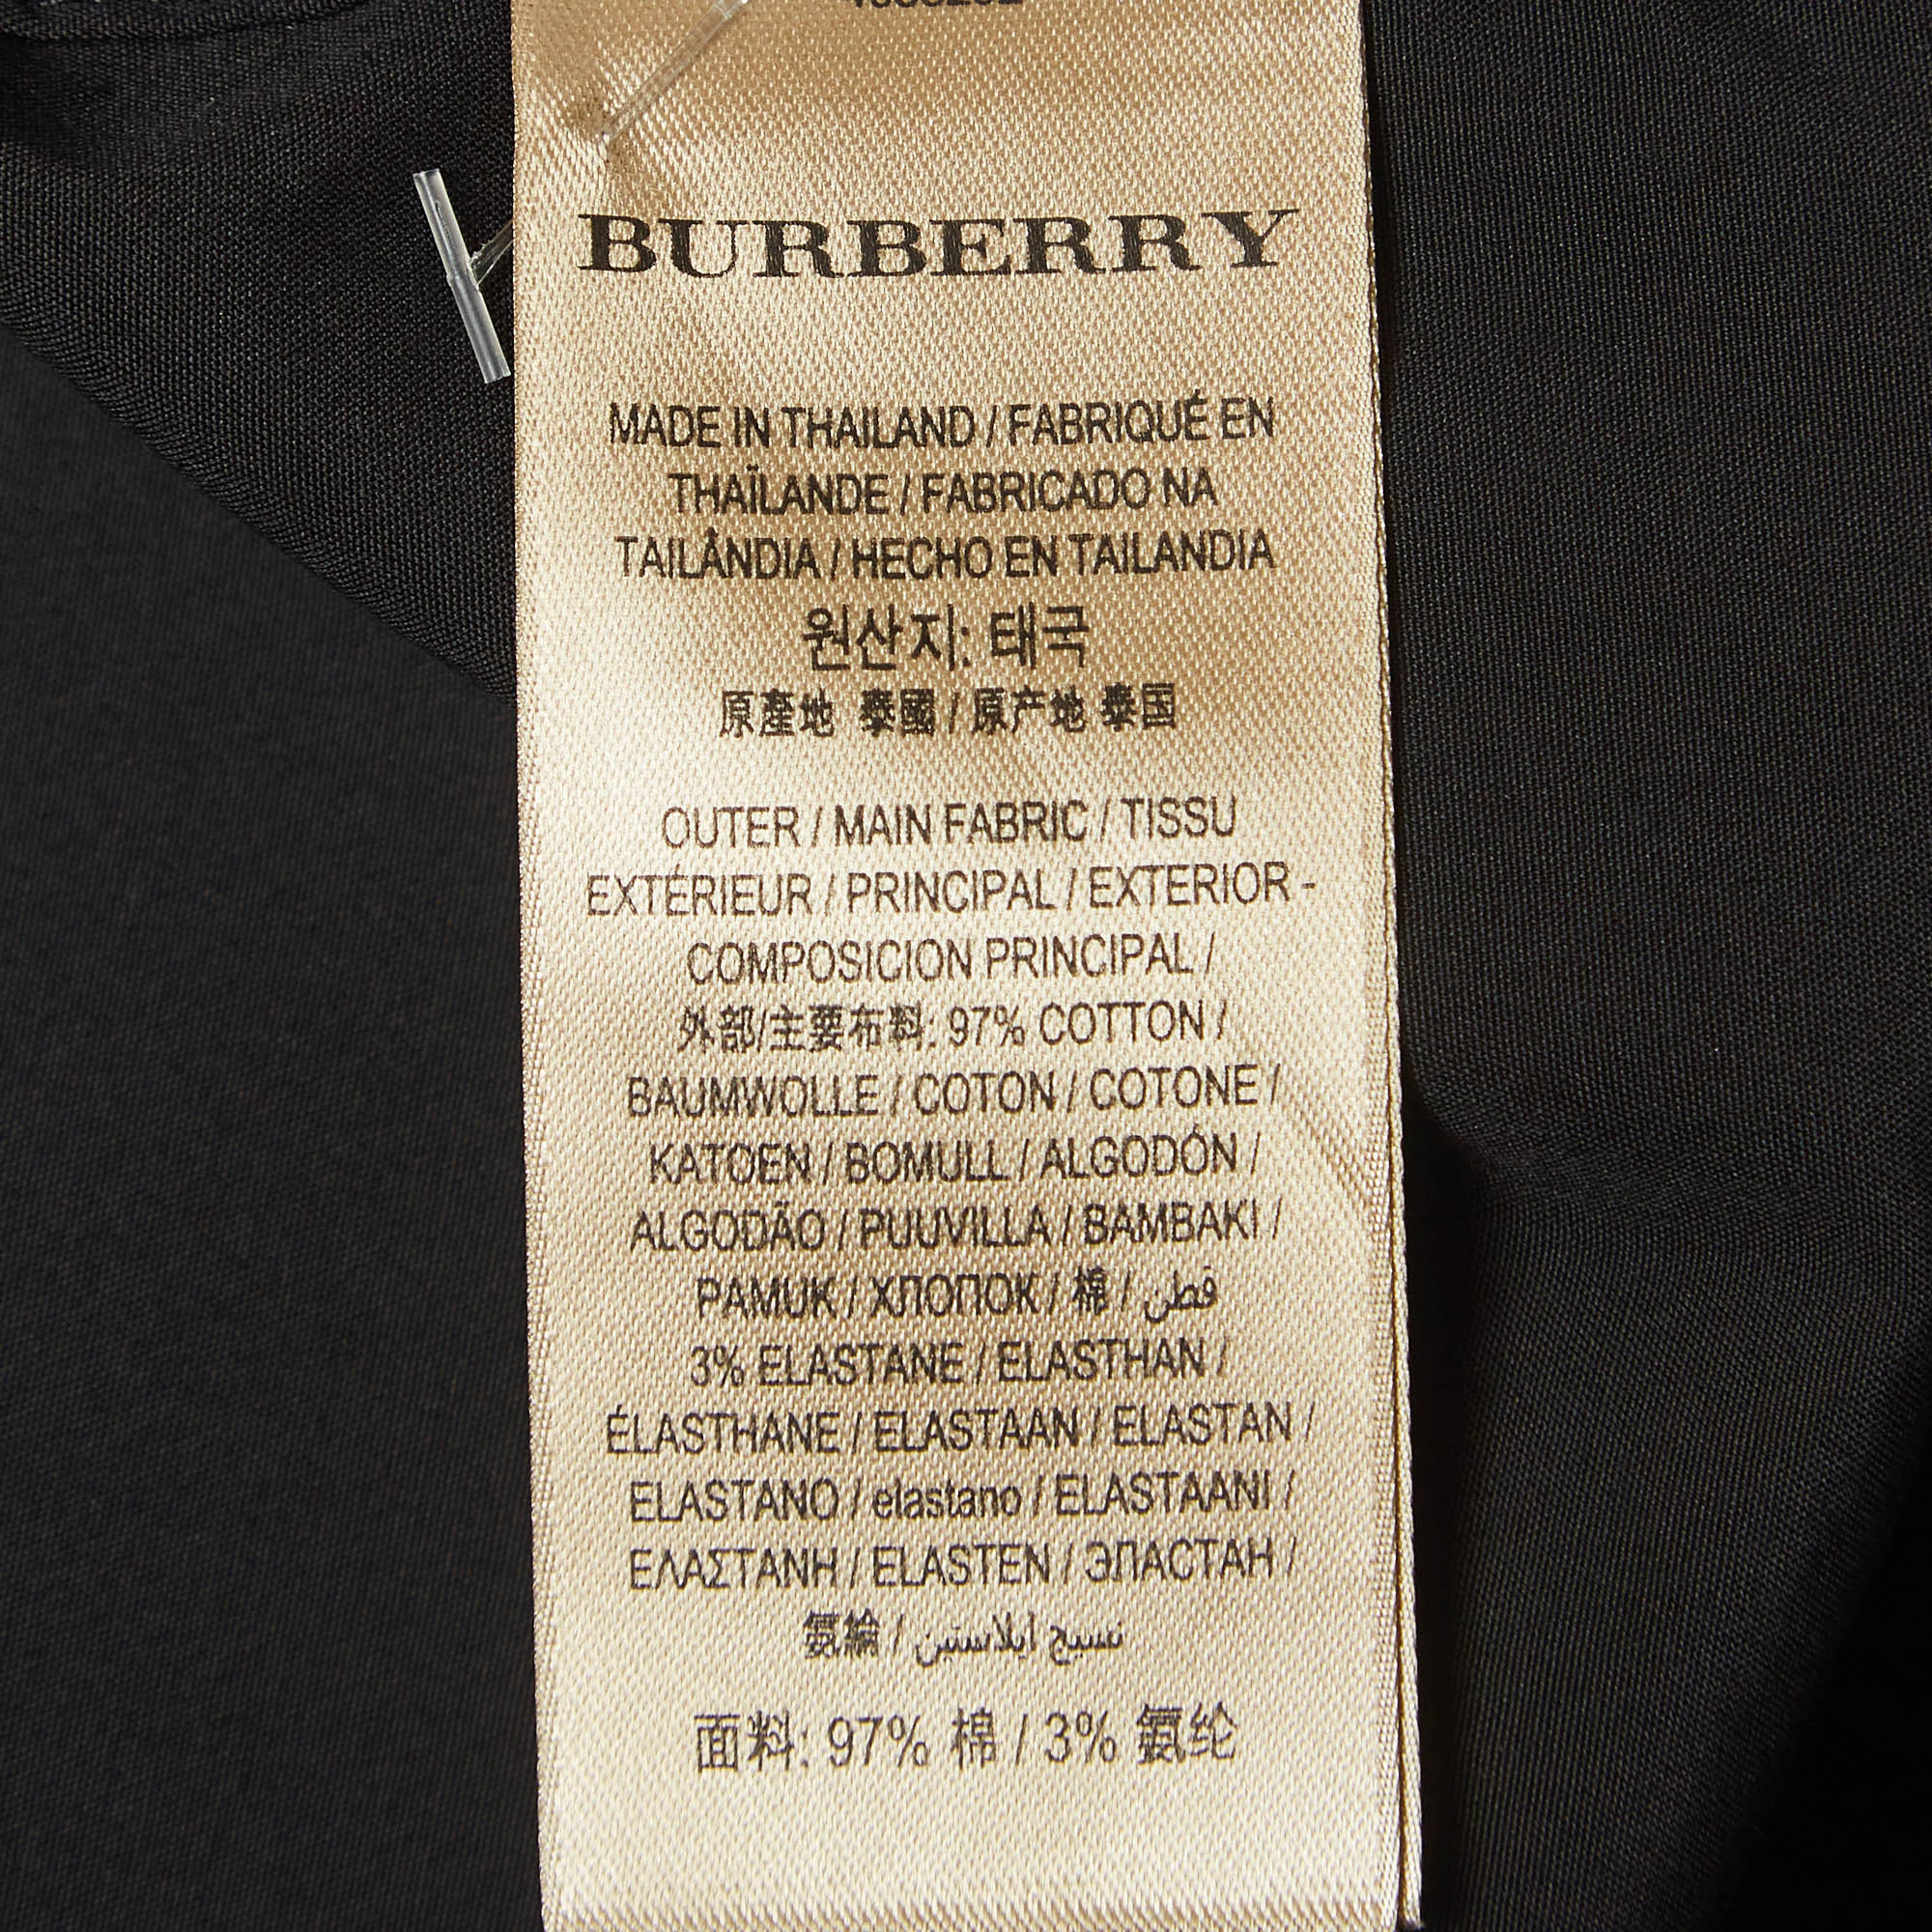 BURBERRY
MADE IN THAILAND / FABRIQUÉ EN
THAÏLANDE / FABRICADO NA
TAILÂNDIA / HECHO EN TAILANDIA
원산지: 태국
原產地 泰國 / 原产地 泰国
OUTER / MAIN FABRIC / TISSU
EXTÉRIEUR / PRINCIPAL / EXTERIOR -
COMPOSICION PRINCIPAL /
外部/主要布料: 97% COTTON /
BAUMWOLLE / COTON / COTONE /
KATOEN / BOMULL / ALGODÓN /
ALGODÃO / PUUVILLA / BAMBAKI /
PAMUK / ХЛОПОК / 棉 / قطن
3% ELASTANE / ELASTHAN /
ÉLASTHANE / ELASTAAN / ELASTAN /
ELASTANO / elastano / ELASTAANI /
ΕΛΑΣΤΑΝΗ / ELASTEN / ЭЛАСТАН /
氨綸 / نسيج ايلاستين
面料: 97% 棉 / 3% 氨纶